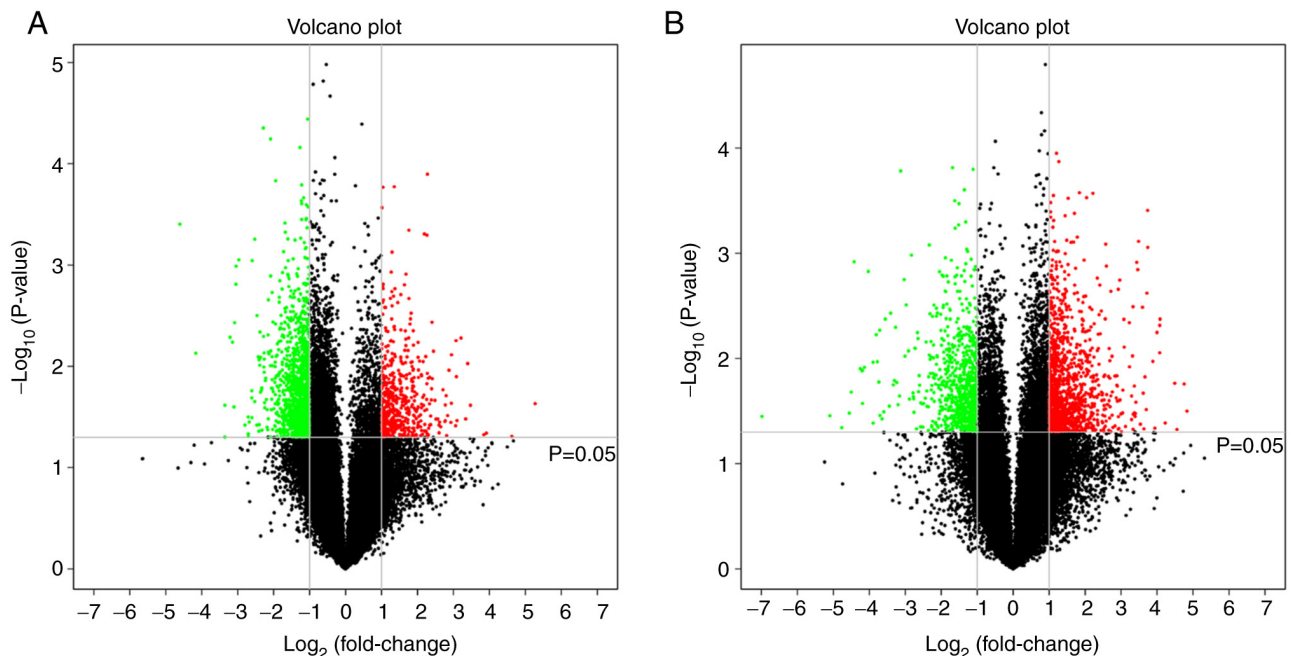 A
Volcano plot
5
4
3
2
1
0
−Log10 (P-value)
P=0.05
−7 −6 −5 −4 −3 −2 −1 0 1 2 3 4 5 6 7
Log2 (fold-change)
B
Volcano plot
4
3
2
1
0
−Log10 (P-value)
P=0.05
−7 −6 −5 −4 −3 −2 −1 0 1 2 3 4 5 6 7
Log2 (fold-change)